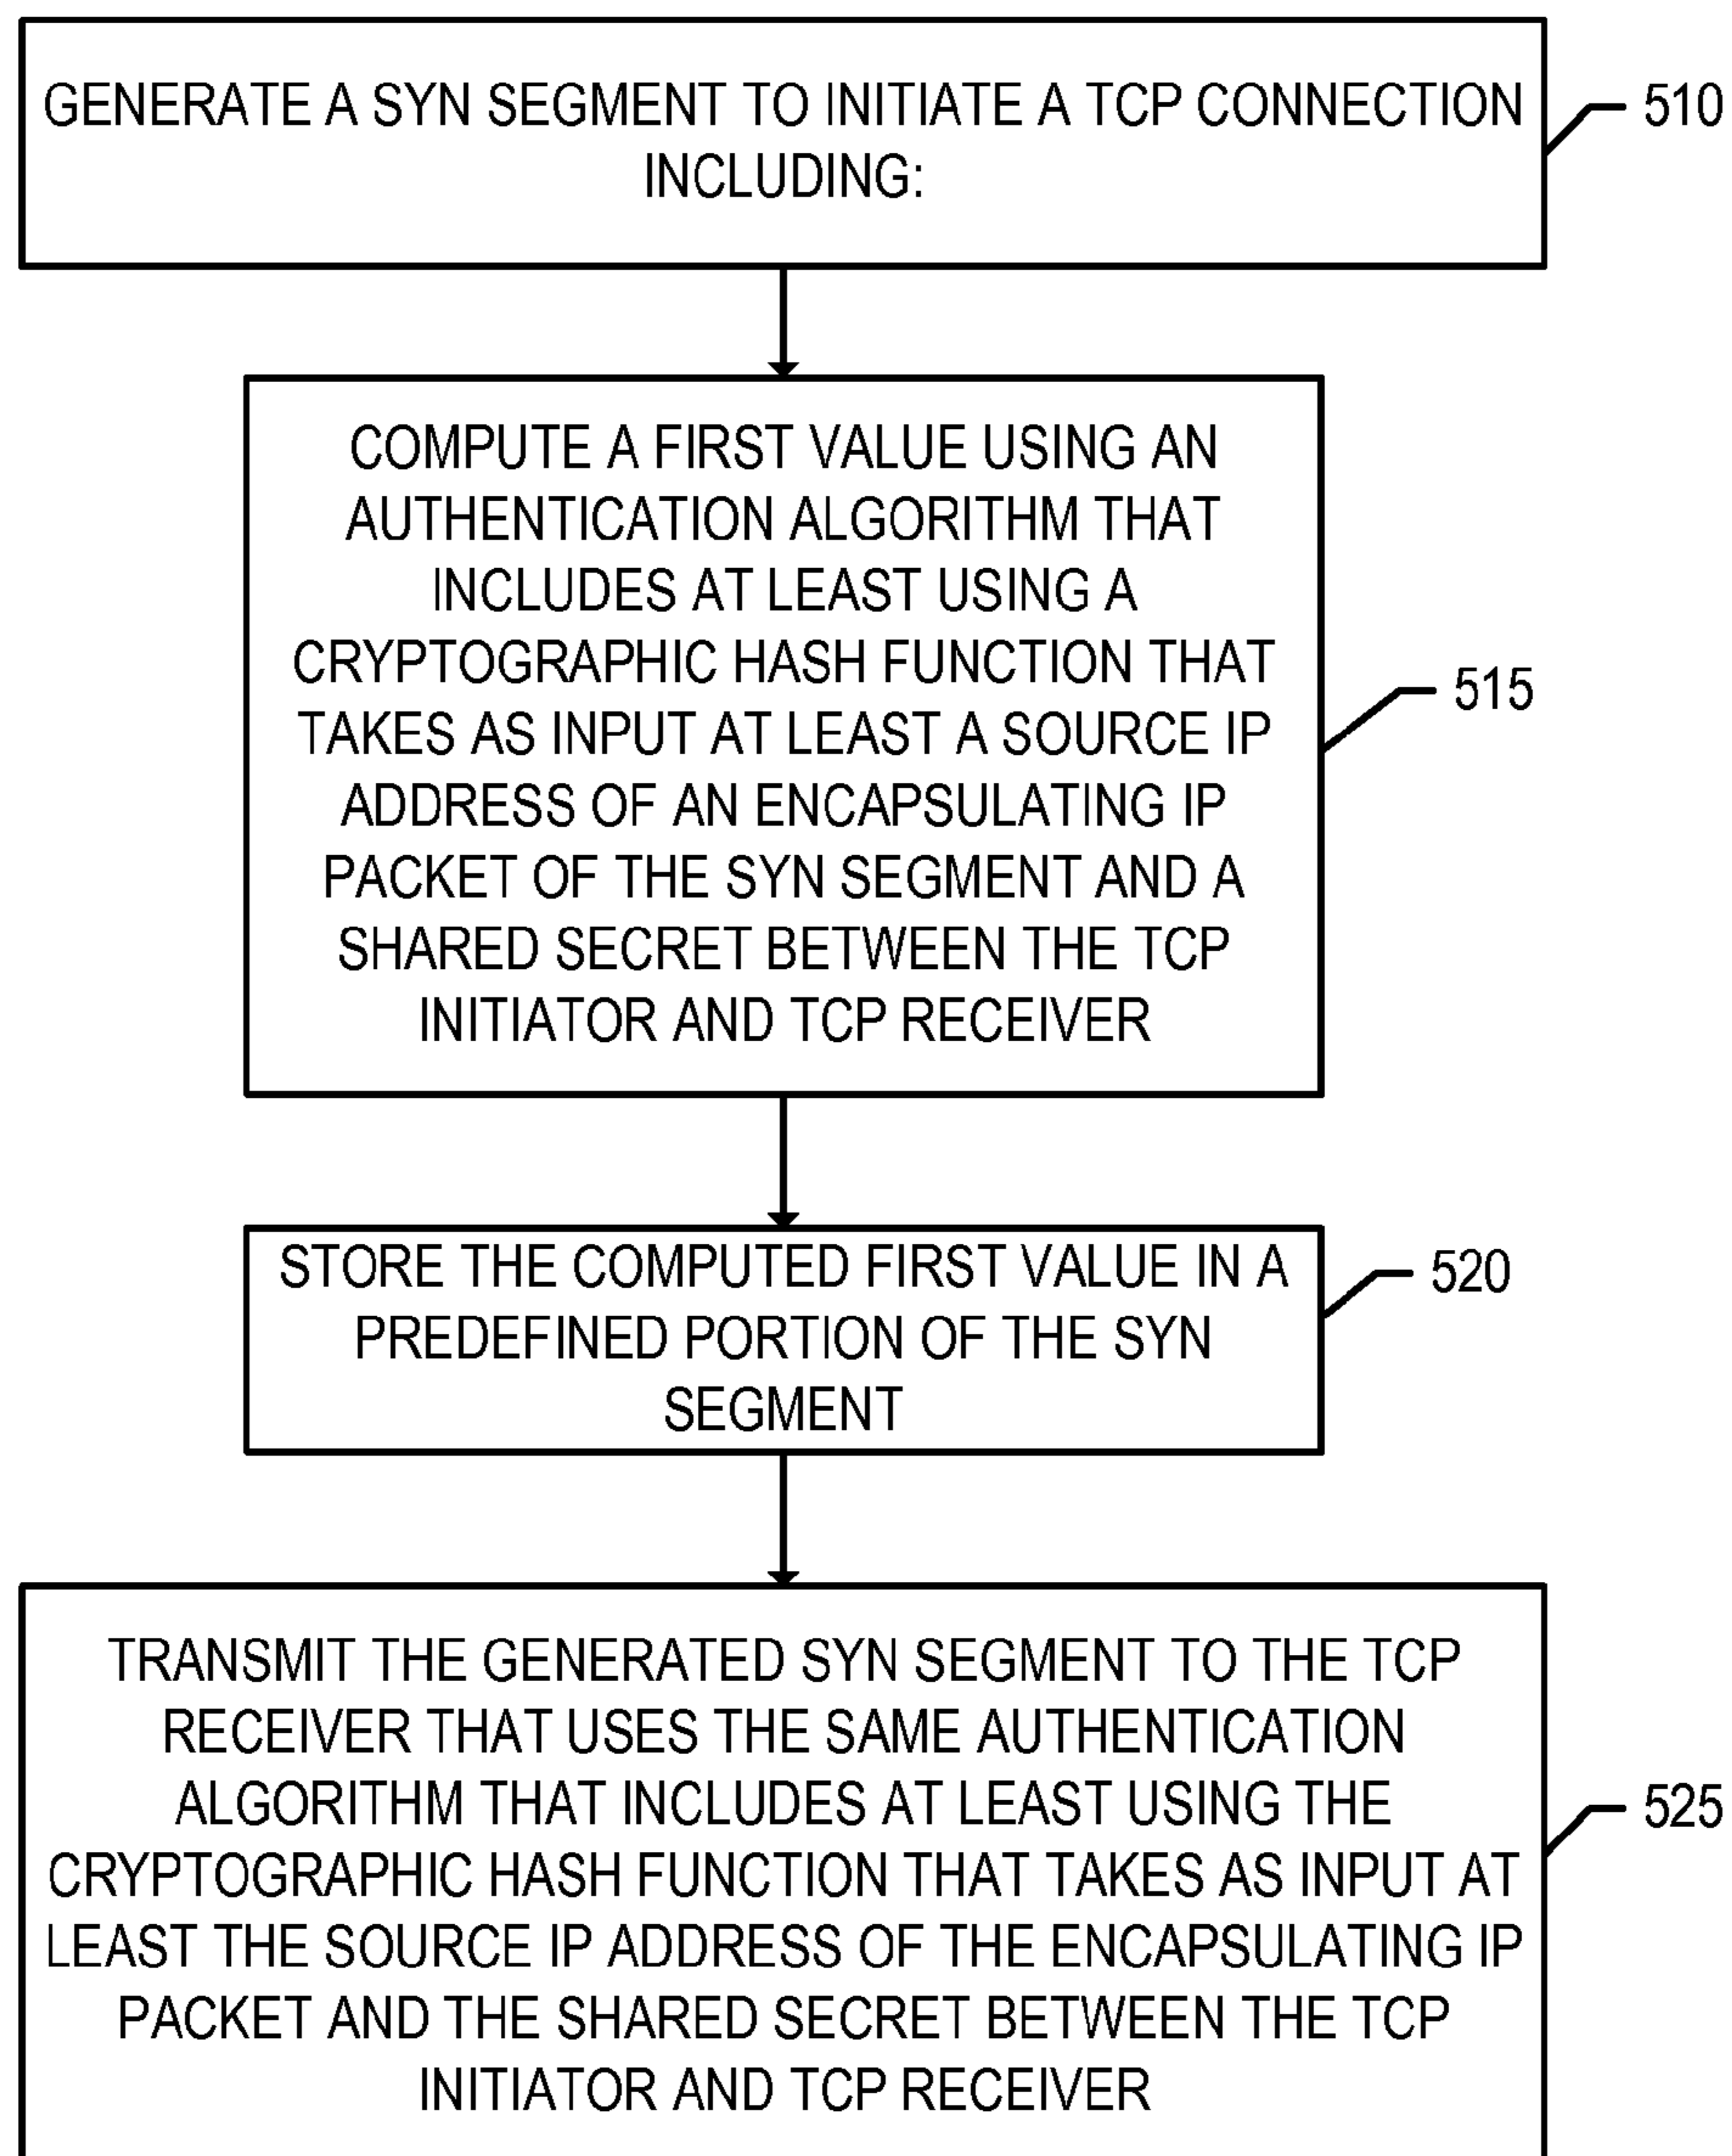 GENERATE A SYN SEGMENT TO INITIATE A TCP CONNECTION
INCLUDING:
510
COMPUTE A FIRST VALUE USING AN
AUTHENTICATION ALGORITHM THAT
INCLUDES AT LEAST USING A
CRYPTOGRAPHIC HASH FUNCTION THAT
TAKES AS INPUT AT LEAST A SOURCE IP
ADDRESS OF AN ENCAPSULATING IP
PACKET OF THE SYN SEGMENT AND A
SHARED SECRET BETWEEN THE TCP
INITIATOR AND TCP RECEIVER
515
STORE THE COMPUTED FIRST VALUE IN A
PREDEFINED PORTION OF THE SYN
SEGMENT
520
TRANSMIT THE GENERATED SYN SEGMENT TO THE TCP
RECEIVER THAT USES THE SAME AUTHENTICATION
ALGORITHM THAT INCLUDES AT LEAST USING THE
CRYPTOGRAPHIC HASH FUNCTION THAT TAKES AS INPUT AT
LEAST THE SOURCE IP ADDRESS OF THE ENCAPSULATING IP
PACKET AND THE SHARED SECRET BETWEEN THE TCP
INITIATOR AND TCP RECEIVER
525